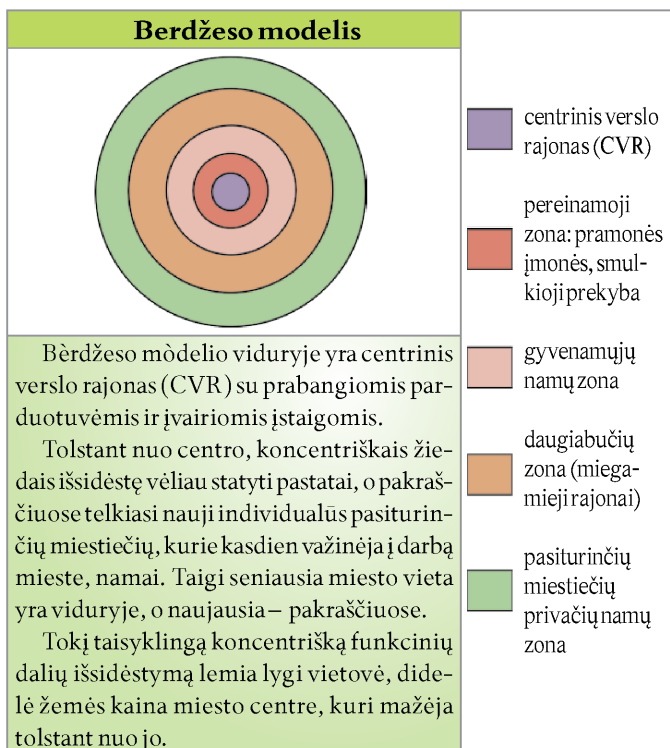 Berdžeso modelis
centrinis verslo
rajonas (CVR)
pereinamoji
zona: pramonės
įmonės, smul-
kioji prekyba
gyvenamųjų
namų zona
daugiabučių
zona (miega-
mieji rajonai)
pasiturinčių
miestiečių
privačių namų
zona
Bèrdžeso mòdelio viduryje yra centrinis
verslo rajonas (CVR) su prabangiomis par-
duotuvėmis ir įvairiomis įstaigomis.
Tolstant nuo centro, koncentriškais žie-
dais išsidėstę vėliau statyti pastatai, o pakraš-
čiuose telkiasi nauji individualūs pasiturin-
čių miestiečių, kurie kasdien važinėja į darbą
mieste, namai. Taigi seniausia miesto vieta
yra viduryje, o naujausia – pakraščiuose.
Tokį taisyklingą koncentrišką funkcinių
dalių išsidėstymą lemia lygi vietovė, dide-
lė žemės kaina miesto centre, kuri mažėja
tolstant nuo jo.